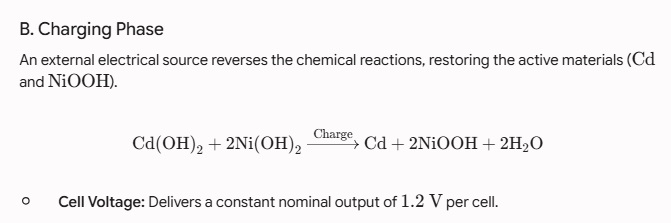 B. Charging Phase
An external electrical source reverses the chemical reactions, restoring the active materials (Cd
and NiOOH).
Cd(OH)₂ + 2Ni(OH)₂ —Charge→ Cd + 2NiOOH + 2H₂O
○ Cell Voltage: Delivers a constant nominal output of 1.2 V per cell.